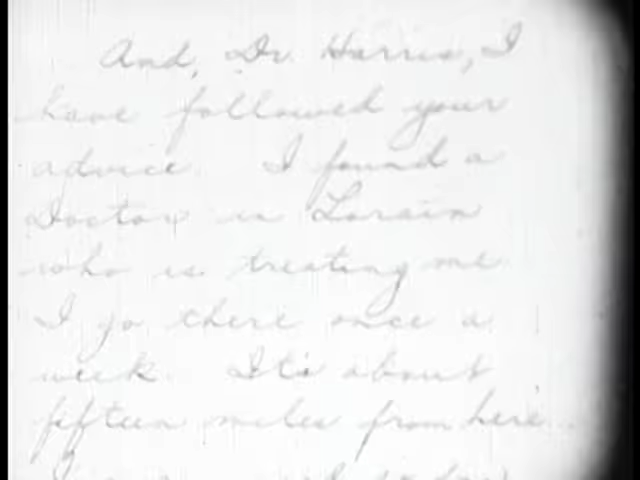 And, Dr. Harris, I
have followed your
advice. I found a
Doctor in Lorain
who is treating me
I go there once a
week. It's about
fifteen miles from here